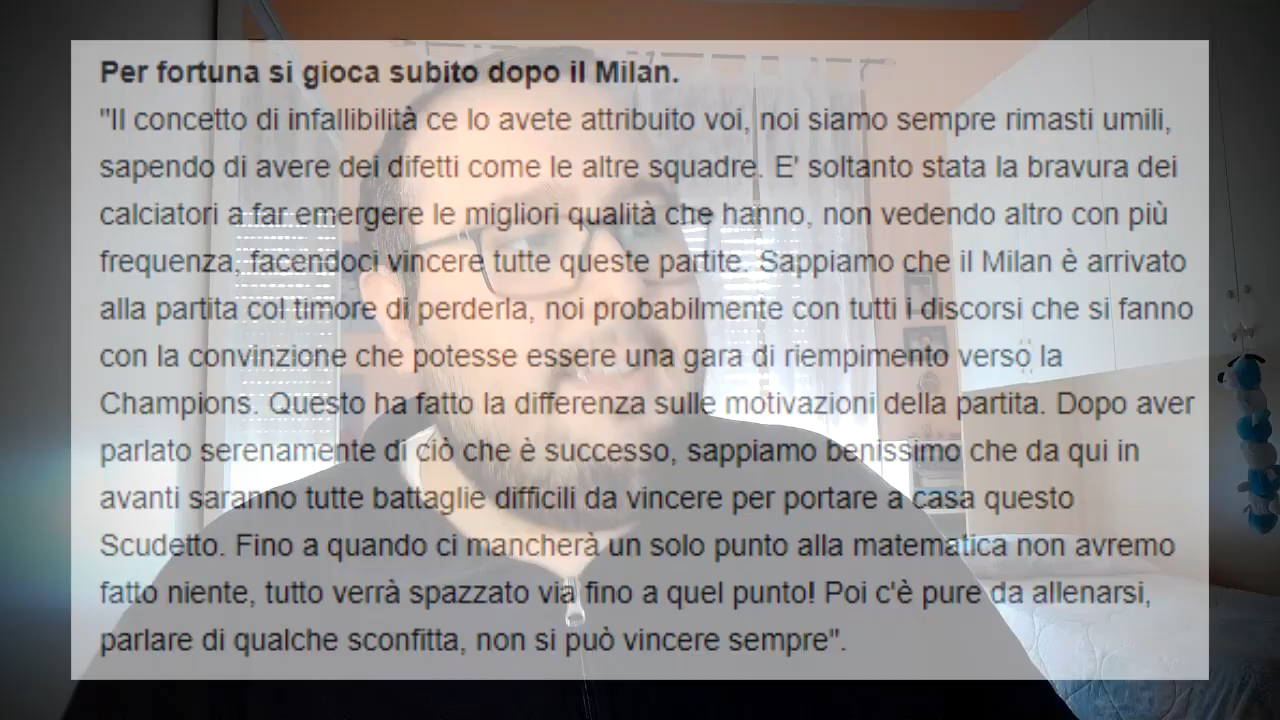 Per fortuna si gioca subito dopo il Milan.
"Il concetto di infallibilità ce lo avete attribuito voi, noi siamo sempre rimasti umili,
sapendo di avere dei difetti come le altre squadre. E' soltanto stata la bravura dei
calciatori a far emergere le migliori qualità che hanno, non vedendo altro con più
frequenza, facendoci vincere tutte queste partite. Sappiamo che il Milan è arrivato
alla partita col timore di perderla, noi probabilmente con tutti i discorsi che si fanno
con la convinzione che potesse essere una gara di riempimento verso la
Champions. Questo ha fatto la differenza sulle motivazioni della partita. Dopo aver
parlato serenamente di ciò che è successo, sappiamo benissimo che da qui in
avanti saranno tutte battaglie difficili da vincere per portare a casa questo
Scudetto. Fino a quando ci mancherà un solo punto alla matematica non avremo
fatto niente, tutto verrà spazzato via fino a quel punto! Poi c'è pure da allenarsi,
parlare di qualche sconfitta, non si può vincere sempre".